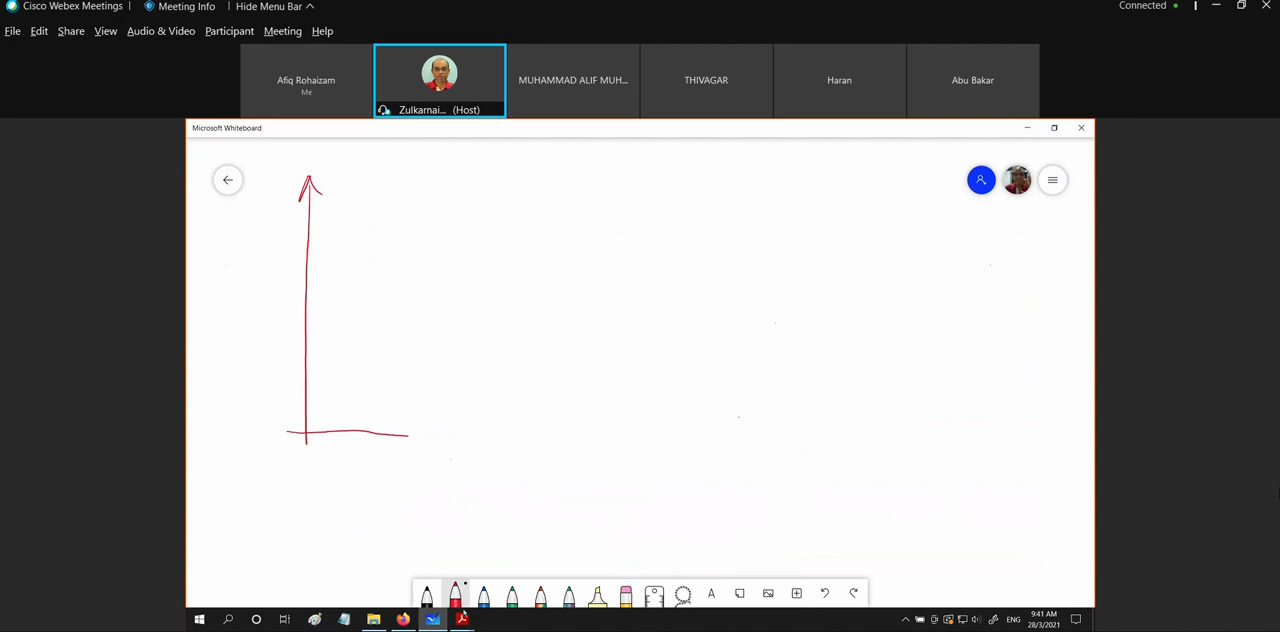 Cisco Webex Meetings | Meeting Info | Hide Menu Bar
Connected
File Edit Share View Audio & Video Participant Meeting Help
Afiq Rohaizam
Me
Zulkarnai... (Host)
MUHAMMAD ALIF MUH...
THIVAGAR
Haran
Abu Bakar
Microsoft Whiteboard
A
ENG
9:41 AM
28/3/2021